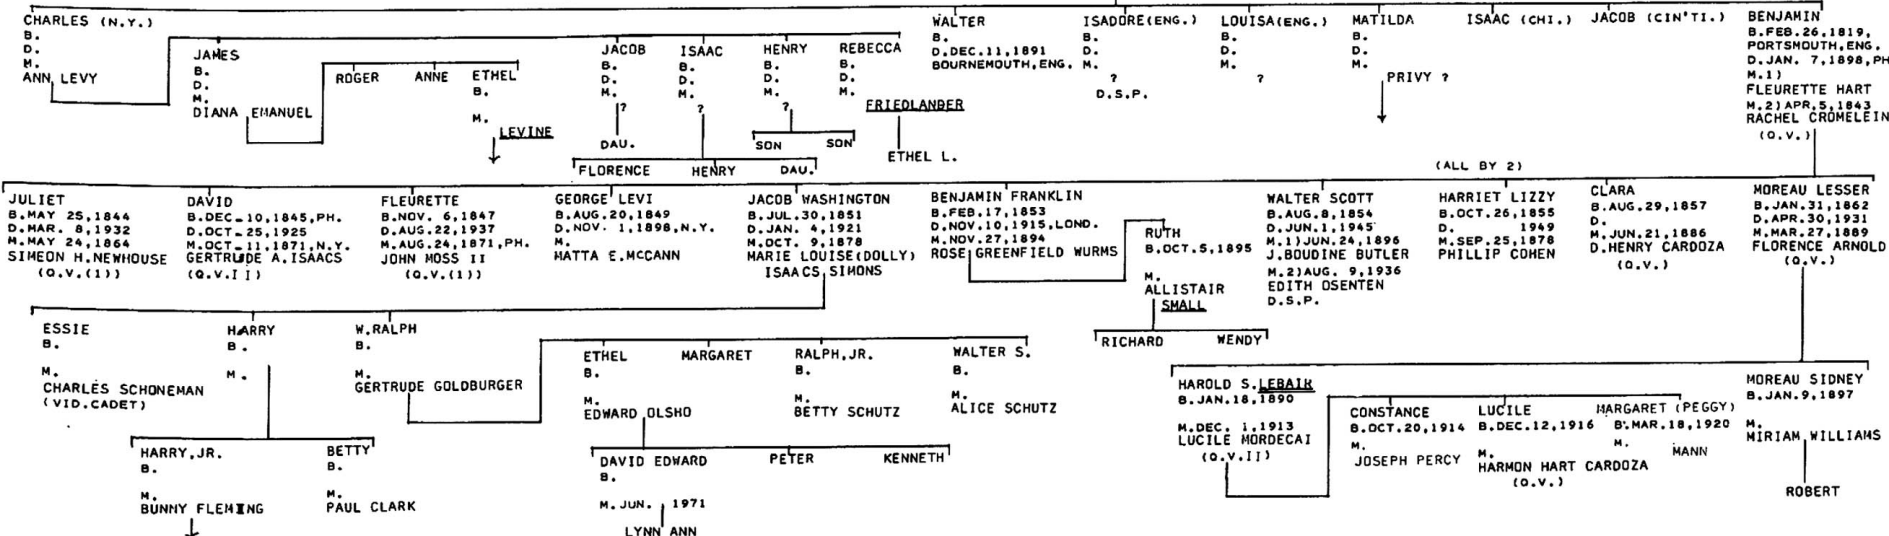 CHARLES (N.Y.)
B.
D.
M.
ANN LEVY
JAMES
B.
D.
M.
DIANA EMANUEL
ROGER
ANNE
ETHEL
B.
M.
LEVINE
JACOB
B.
D.
M.
?
DAU.
ISAAC
B.
D.
M.
?
FLORENCE
HENRY
DAU.
HENRY
B.
D.
M.
?
SON
SON
REBECCA
B.
D.
M.
FRIEDLANDER
ETHEL L.
WALTER
B.
D.DEC.11,1891
BOURNEMOUTH,ENG.
ISADORE(ENG.)
B.
D.
M.
?
D.S.P.
LOUISA(ENG.)
B.
D.
M.
?
MATILDA
B.
D.
M.
PRIVY ?
ISAAC (CHI.)
JACOB (CIN'TI.)
BENJAMIN
B.FEB.26,1819,
PORTSMOUTH,ENG.
D.JAN. 7,1898,PH
M.1)
FLEURETTE HART
M.2)APR.5,1843
RACHEL CROMELEIN
(Q.V.)
(ALL BY 2)
JULIET
B.MAY 25,1844
D.MAR. 8,1932
M.MAY 24,1864
SIMEON H.NEWHOUSE
(Q.V.(1))
DAVID
B.DEC.10,1845,PH.
D.OCT.25,1925
M.OCT.11,1871,N.Y.
GERTRUDE A.ISAACS
(Q.V.II)
FLEURETTE
B.NOV. 6,1847
D.AUG.22,1937
M.AUG.24,1871,PH.
JOHN MOSS II
(Q.V.(1))
GEORGE LEVI
B.AUG.20,1849
D.NOV. 1,1898,N.Y.
M.
MATTA E.MCCANN
JACOB WASHINGTON
B.JUL.30,1851
D.JAN. 4,1921
M.OCT. 9,1878
MARIE LOUISE(DOLLY)
ISAACS SIMONS
BENJAMIN FRANKLIN
B.FEB.17,1853
D.NOV.10,1915,LOND.
M.NOV.27,1894
ROSE GREENFIELD WURMS
RUTH
B.OCT.5,1895
M.
ALLISTAIR
SMALL
RICHARD
WENDY
WALTER SCOTT
B.AUG.8,1854
D.JUN.1,1945
M.1)JUN.24,1896
J.BOUDINE BUTLER
M.2)AUG. 9,1936
EDITH OSENTEN
D.S.P.
HARRIET LIZZY
B.OCT.26,1855
D. 1949
M.SEP.25,1878
PHILLIP COHEN
CLARA
B.AUG.29,1857
D.
M.JUN.21,1886
D.HENRY CARDOZA
(Q.V.)
MOREAU LESSER
B.JAN.31,1862
D.APR.30,1931
M.MAR.27,1889
FLORENCE ARNOLD
(Q.V.)
ESSIE
B.
M.
CHARLES SCHONEMAN
(VID.CADET)
HARRY
B.
M.
W.RALPH
B.
M.
GERTRUDE GOLDBURGER
ETHEL
B.
M.
EDWARD OLSHO
MARGARET
RALPH,JR.
B.
M.
BETTY SCHUTZ
WALTER S.
B.
M.
ALICE SCHUTZ
HAROLD S.LEBAIR
B.JAN.18,1890
M.DEC. 1,1913
LUCILE MORDECAI
(Q.V.II)
CONSTANCE
B.OCT.20,1914
M.
JOSEPH PERCY
LUCILE
B.DEC.12,1916
M.
HARMON HART CARDOZA
(Q.V.)
MARGARET (PEGGY)
B.MAR.18,1920
M.
MANN
MOREAU SIDNEY
B.JAN.9,1897
M.
MIRIAM WILLIAMS
ROBERT
HARRY,JR.
B.
M.
BUNNY FLEMING
BETTY
B.
M.
PAUL CLARK
DAVID EDWARD
B.
M.JUN. 1971
LYNN ANN
PETER
KENNETH